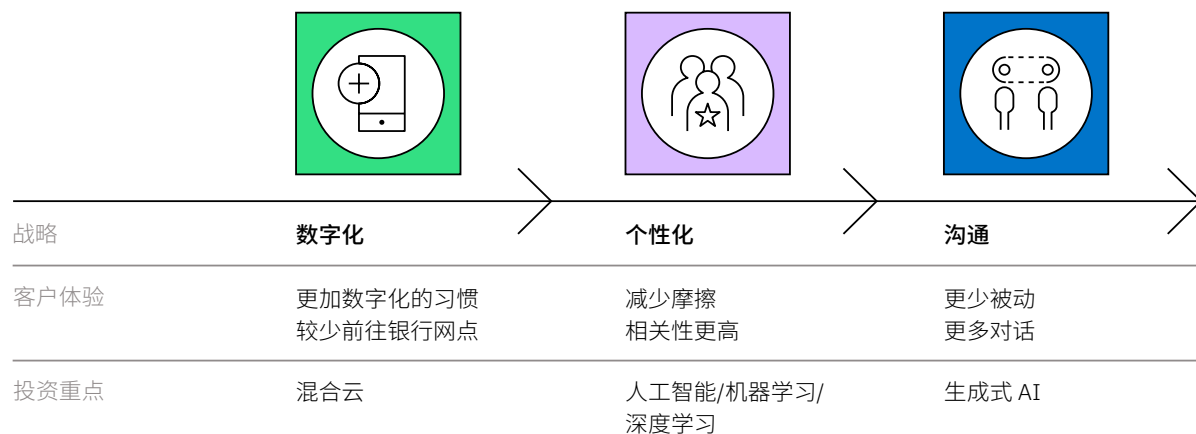 战略
数字化
个性化
沟通
客户体验
更加数字化的习惯
较少前往银行网点
减少摩擦
相关性更高
更少被动
更多对话
投资重点
混合云
人工智能/机器学习/
深度学习
生成式 AI